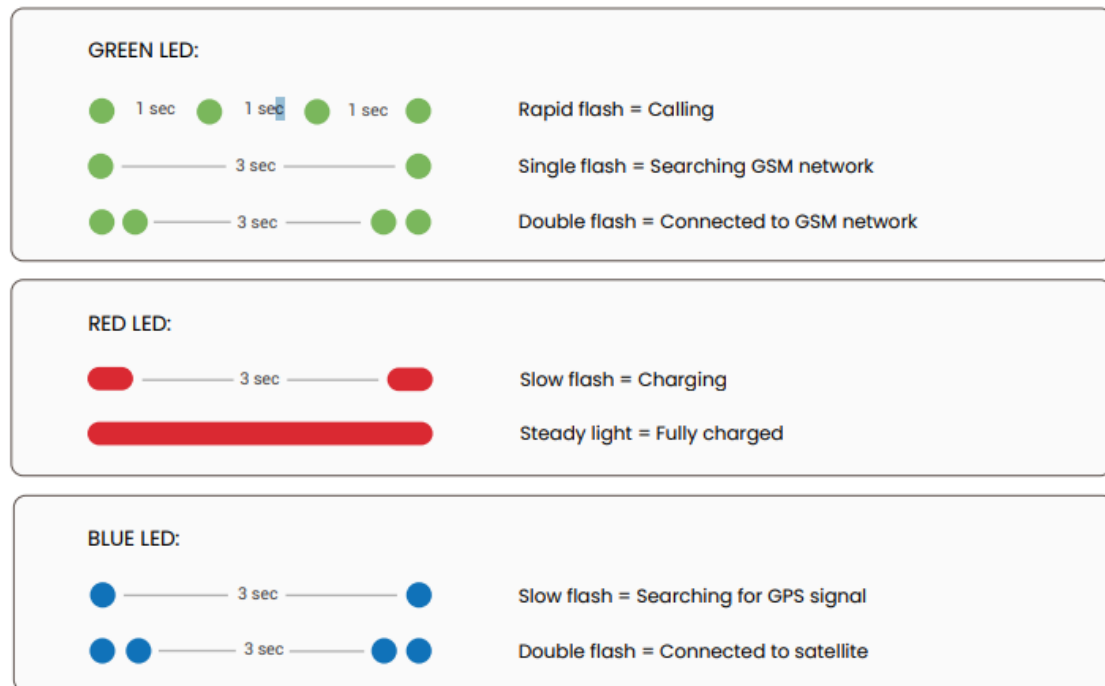 GREEN LED:
1 sec 1 sec 1 sec Rapid flash = Calling
3 sec Single flash = Searching GSM network
3 sec Double flash = Connected to GSM network
RED LED:
3 sec Slow flash = Charging
Steady light = Fully charged
BLUE LED:
3 sec Slow flash = Searching for GPS signal
3 sec Double flash = Connected to satellite